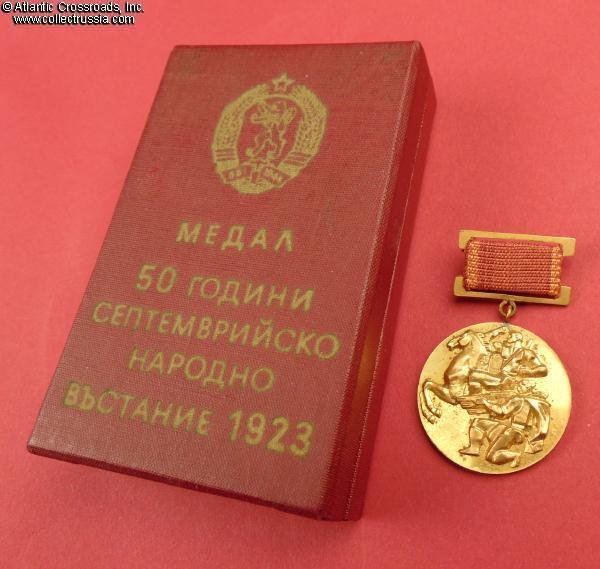 © Atlantic Crossroads, Inc.
www.collectrussia.com
МЕДАЛ
50 ГОДИНИ
СЕПТЕМВРИЙСКО
НАРОДНО
ВЪСТАНИЕ 1923